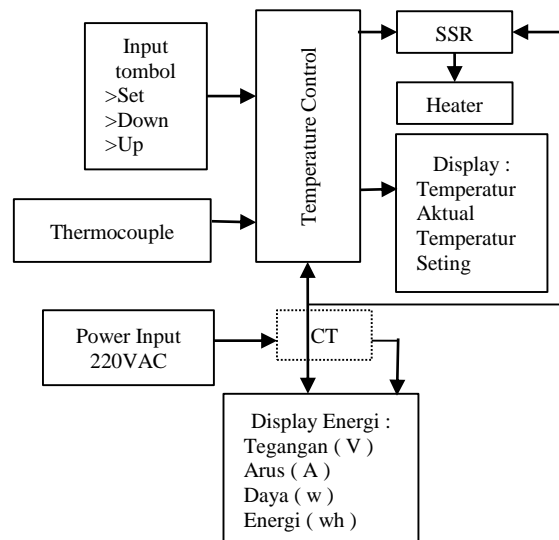 Input
tombol
>Set
>Down
>Up
Temperature Control
SSR
Heater
Display :
Temperatur
Aktual
Temperatur
Seting
Thermocouple
Power Input
220VAC
CT
Display Energi :
Tegangan ( V )
Arus ( A )
Daya ( w )
Energi ( wh )